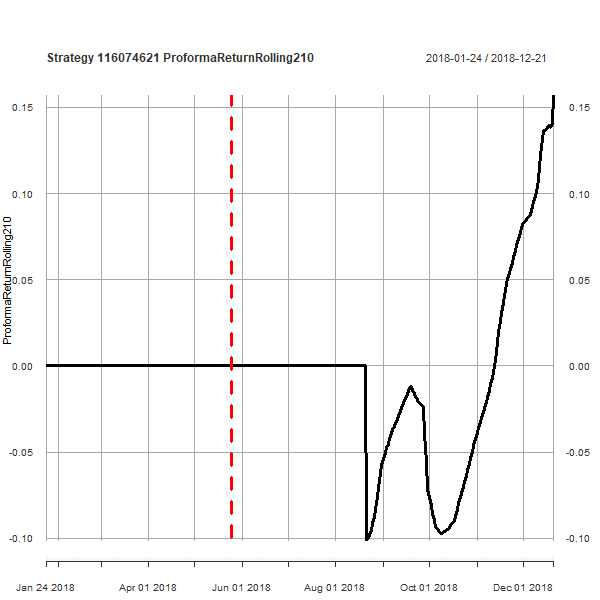 Strategy 116074621 ProformaReturnRolling210
2018-01-24 / 2018-12-21
ProformaReturnRolling210
0.15
0.10
0.05
0.00
-0.05
-0.10
0.15
0.10
0.05
0.00
-0.05
-0.10
Jan 24 2018
Apr 01 2018
Jun 01 2018
Aug 01 2018
Oct 01 2018
Dec 01 2018